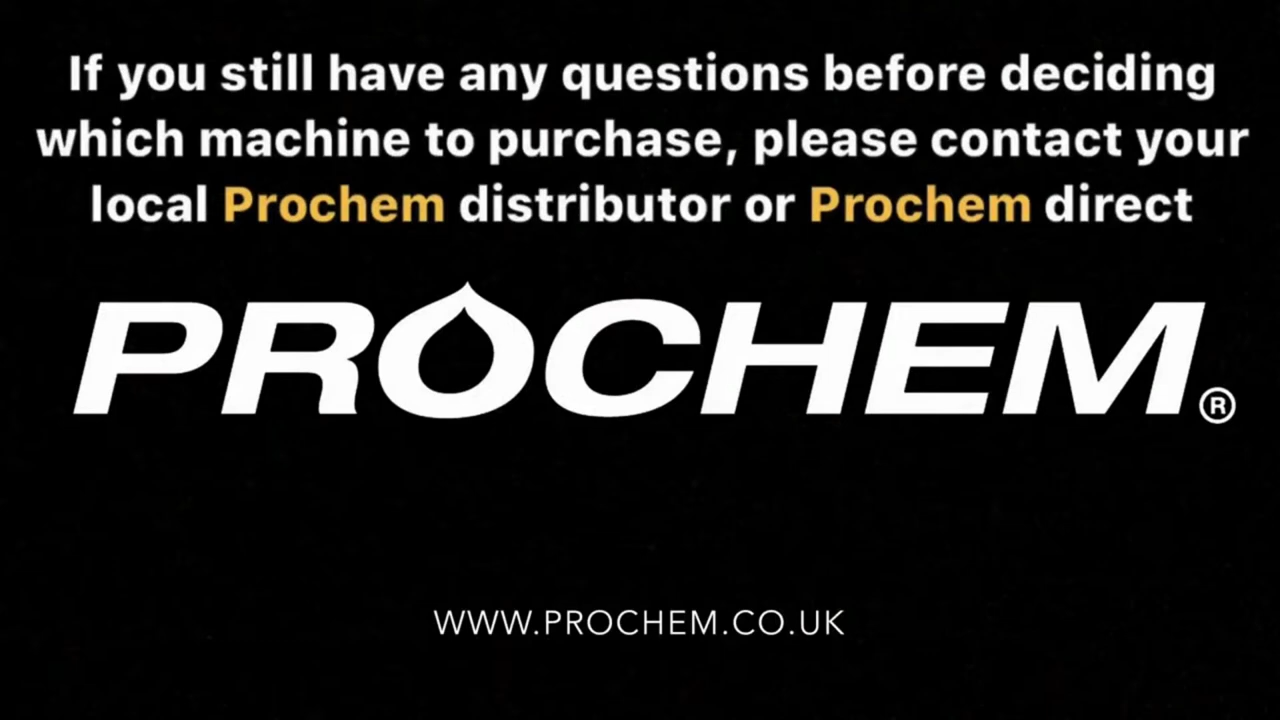 If you still have any questions before deciding
which machine to purchase, please contact your
local Prochem distributor or Prochem direct
PROCHEM®
WWW.PROCHEM.CO.UK